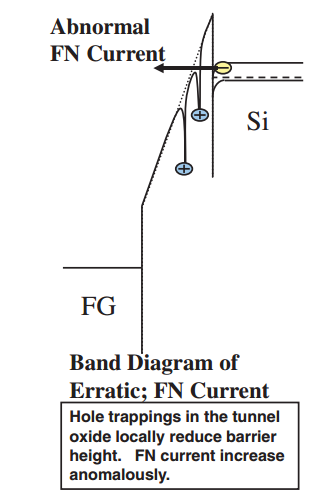 Abnormal
FN Current
Si
FG
Band Diagram of
Erratic; FN Current
Hole trappings in the tunnel
oxide locally reduce barrier
height. FN current increase
anomalously.